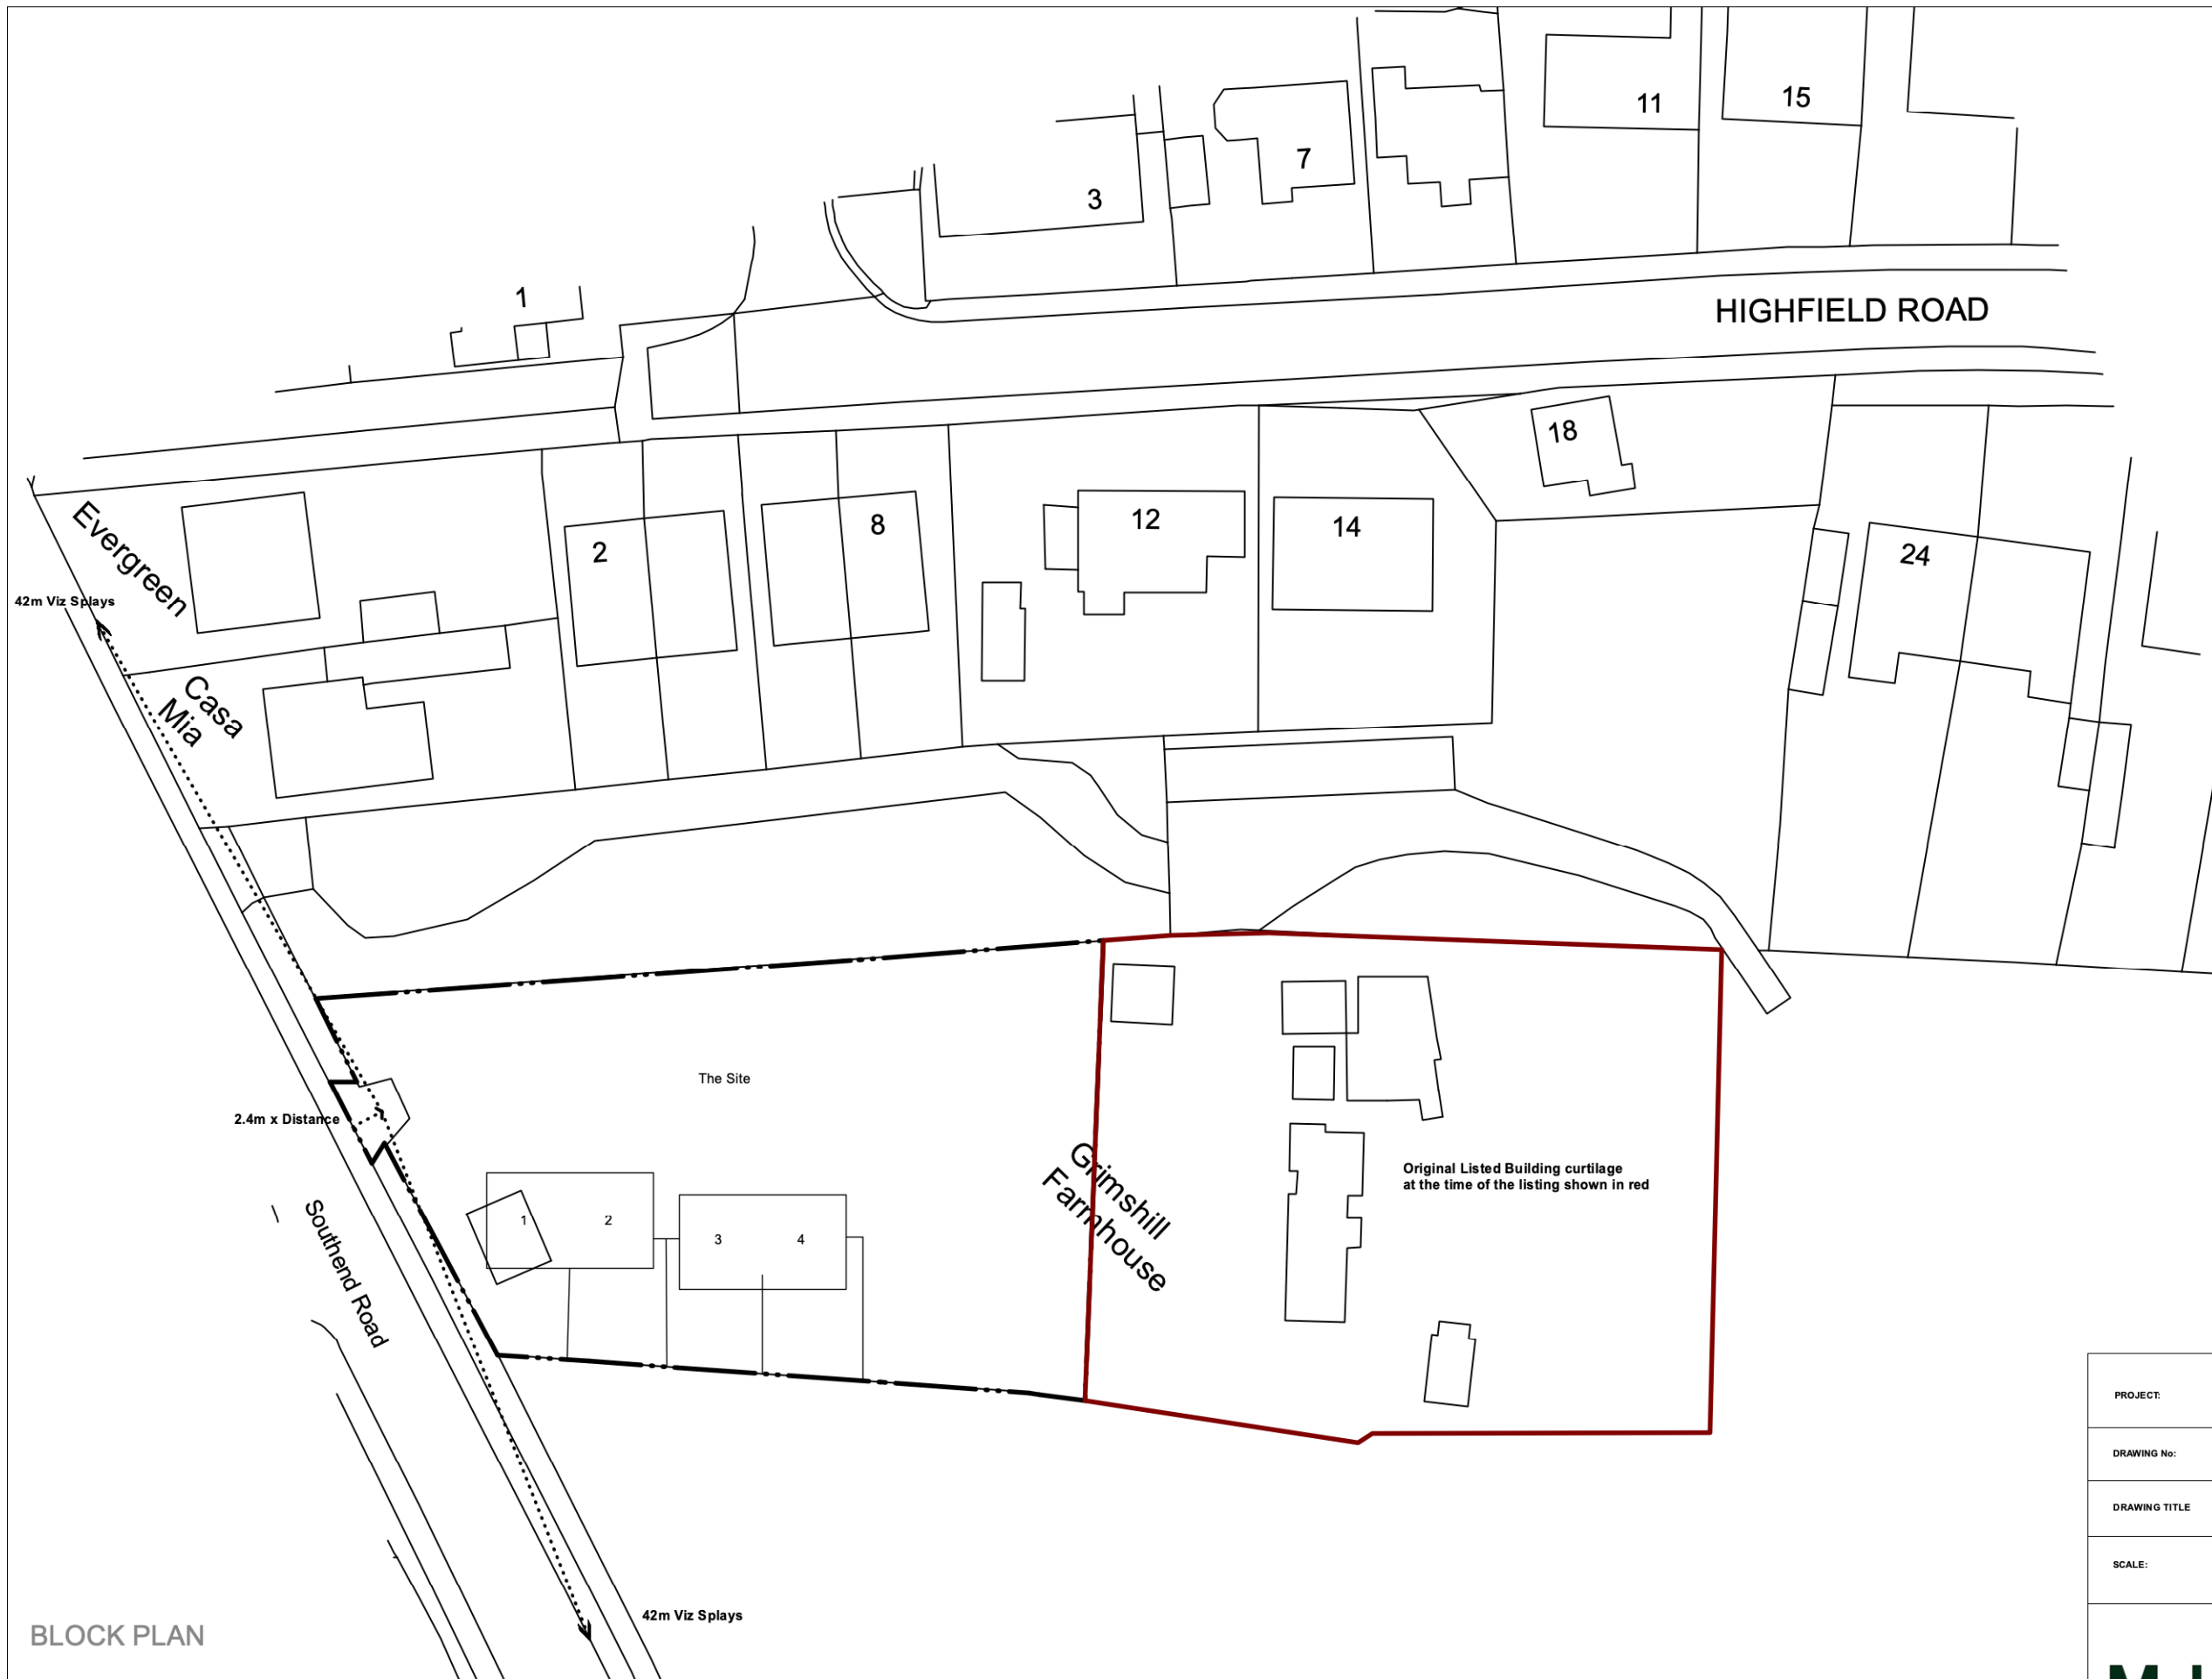 11
15
7
3
1
HIGHFIELD ROAD
18
12
14
8
2
24
Evergreen
42m Viz Splays
Casa
Mia
The Site
2.4m x Distance
Grimshill
Farmhouse
Original Listed Building curtilage
at the time of the listing shown in red
Southend Road
1
2
3
4
PROJECT:
DRAWING No:
DRAWING TITLE
SCALE:
42m Viz Splays
BLOCK PLAN